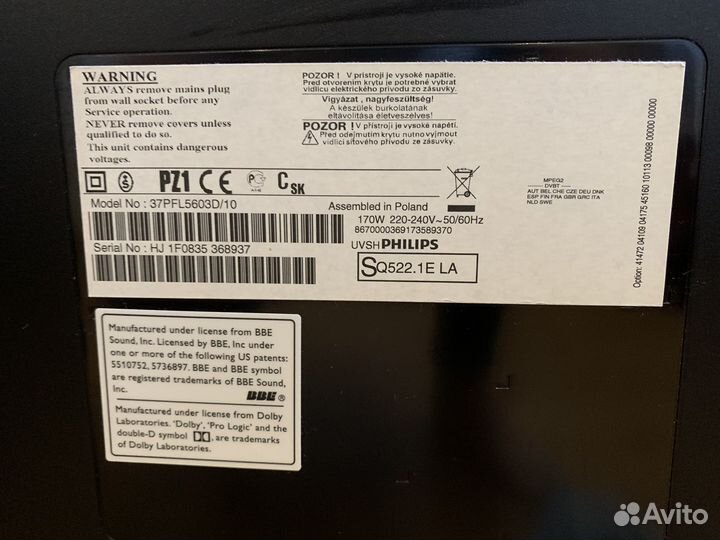 WARNING
ALWAYS remove mains plug
from wall socket before any
Service operation.
NEVER remove covers unless
qualified to do so.
This unit contains dangerous
voltages.
POZOR ! V pristroji je vysoké napätie.
Pred otevretím krytu je potrebné vybrat
vidlicu elektrického prívodu zo zásuvky.
Vigyázat , nagyfeszültség!
A készülek burkolatának
eltávolítása életveszélyes.
POZOR ! V přístroji je vysoké napětí.
Před odejmutím krytu nutno vyjmout
vidlici síťového přívodu ze zásuvky.
PZ1 CE CSK
Model No : 37PFL5603D/10
Serial No : HJ 1F0835 368937
Assembled in Poland
170W 220-240V~50/60Hz
8670000369173589370
UVSH PHILIPS
SQ522.1E LA
MPEG2
DVBT
AUT BEL CHE CZE DEU DNK
ESP FIN FRA GBR GRC ITA
NLD SWE
Option: 41472 04109 04175 45160 10113 00098 00000 00000
Manufactured under license from BBE
Sound, Inc. Licensed by BBE, Inc under
one or more of the following US patents:
5510752, 5736897. BBE and BBE symbol
are registered trademarks of BBE Sound,
Inc.
BBE ®
Manufactured under license from Dolby
Laboratories. 'Dolby', 'Pro Logic' and the
double-D symbol , are trademarks
of Dolby Laboratories.
Avito